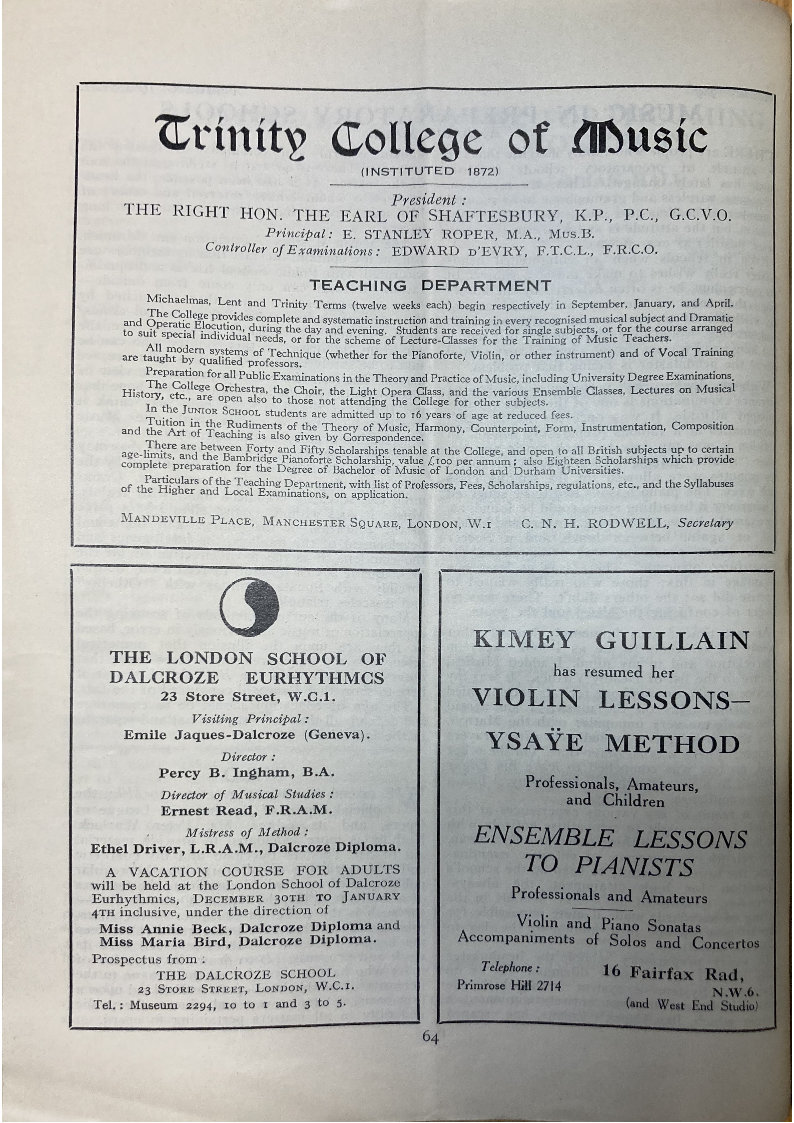 Trinity College of Music
(INSTITUTED 1872)
President :
THE RIGHT HON. THE EARL OF SHAFTESBURY, K.P., P.C., G.C.V.O.
Principal: E. STANLEY ROPER, M.A., MUS.B.
Controller of Examinations: EDWARD D'EVRY, F.T.C.L., F.R.C.O.
TEACHING DEPARTMENT
Michaelmas, Lent and Trinity Terms (twelve weeks each) begin respectively in September, January, and April.
The College provides complete and systematic instruction and training in every recognised musical subject and Dramatic
and Operatic Elocution, during the day and evening. Students are received for single subjects, or for the course arranged
to suit special individual needs, or for the scheme of Lecture-Classes for the Training of Music Teachers.
All modern systems of Technique (whether for the Pianoforte, Violin, or other instrument) and of Vocal Training
are taught by qualified professors.
Preparation for all Public Examinations in the Theory and Practice of Music, including University Degree Examinations.
The College Orchestra, the Choir, the Light Opera Class, and the various Ensemble Classes, Lectures on Musical
History, etc., are open also to those not attending the College for other subjects.
In the JUNIOR SCHOOL students are admitted up to 16 years of age at reduced fees.
Tuition in the Rudiments of the Theory of Music, Harmony, Counterpoint, Form, Instrumentation, Composition
and the Art of Teaching is also given by Correspondence.
There are between Forty and Fifty Scholarships tenable at the College, and open to all British subjects up to certain
age-limits, and the Bambridge Pianoforte Scholarship, value £100 per annum; also Eighteen Scholarships which provide
complete preparation for the Degree of Bachelor of Music of London and Durham Universities.
Particulars of the Teaching Department, with list of Professors, Fees, Scholarships, regulations, etc., and the Syllabuses
of the Higher and Local Examinations, on application.
MANDEVILLE PLACE, MANCHESTER SQUARE, LONDON, W.1 C. N. H. RODWELL, Secretary
THE LONDON SCHOOL OF
DALCROZE EURHYTHMCS
23 Store Street, W.C.1.
Visiting Principal :
Emile Jaques-Dalcroze (Geneva).
Director :
Percy B. Ingham, B.A.
Director of Musical Studies :
Ernest Read, F.R.A.M.
Mistress of Method :
Ethel Driver, L.R.A.M., Dalcroze Diploma.
A VACATION COURSE FOR ADULTS
will be held at the London School of Dalcroze
Eurhythmics, DECEMBER 30TH TO JANUARY
4TH inclusive, under the direction of
Miss Annie Beck, Dalcroze Diploma and
Miss Maria Bird, Dalcroze Diploma.
Prospectus from :
THE DALCROZE SCHOOL
23 STORE STREET, LONDON, W.C.1.
Tel. : Museum 2294, 10 to 1 and 3 to 5.
KIMEY GUILLAIN
has resumed her
VIOLIN LESSONS—
YSAŸE METHOD
Professionals, Amateurs,
and Children
ENSEMBLE LESSONS
TO PIANISTS
Professionals and Amateurs
Violin and Piano Sonatas
Accompaniments of Solos and Concertos
Telephone :
Primrose Hill 2714
16 Fairfax Rad,
N.W.6.
(and West End Studio)
64